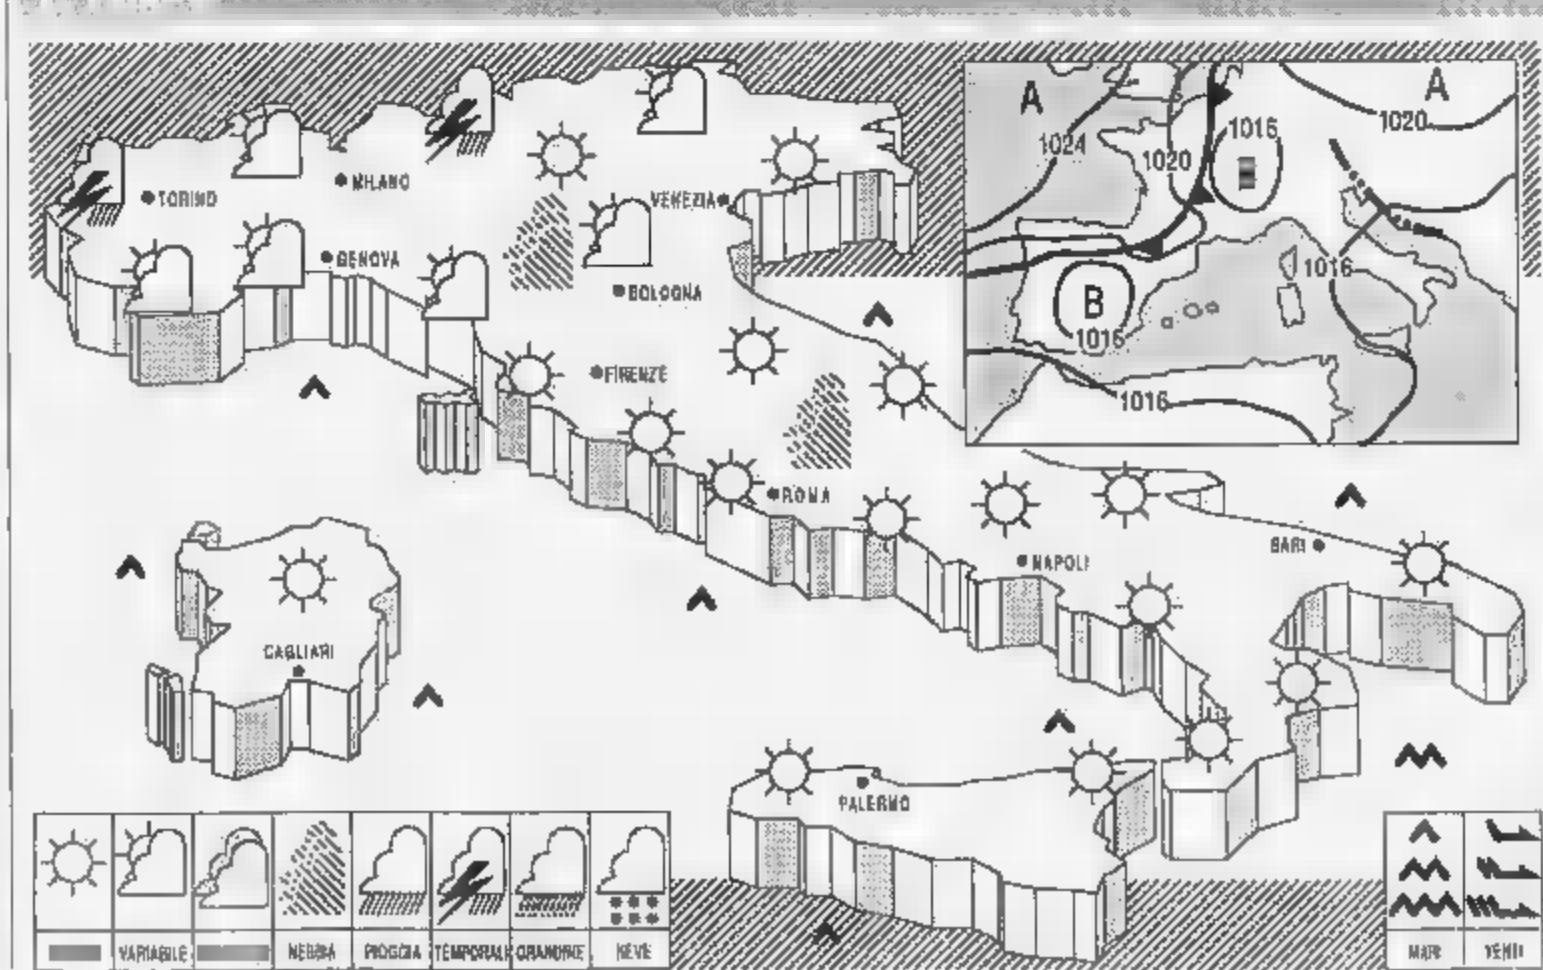 TORINO
MILANO
VENEZIA
GENOVA
BOLOGNA
FIRENZE
ROMA
NAPOLI
BARI
CAGLIARI
PALERMO
A
A
1024
1020
1016
1020
1016
B
1016
1016
VARIABILE
NEBBIA
PIOGGIA
TEMPORALE
GRANDINE
NEVE
MARI
VENTI